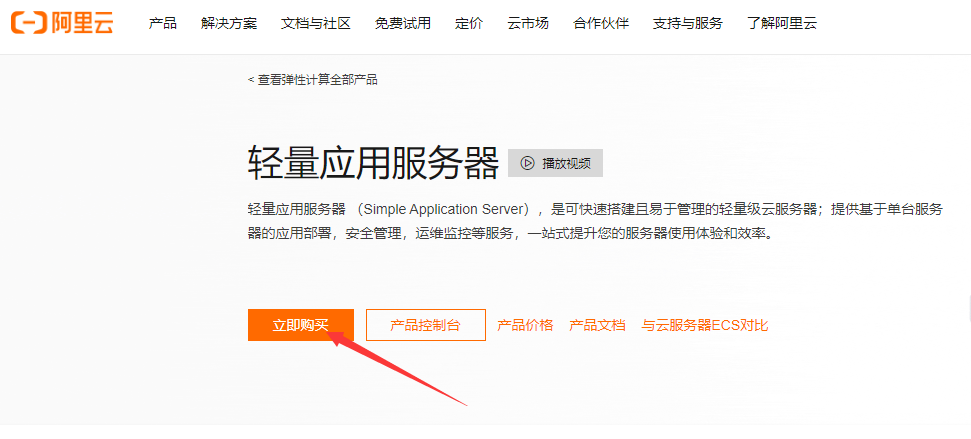 阿里云 产品 解决方案 文档与社区 免费试用 定价 云市场 合作伙伴 支持与服务 了解阿里云
< 查看弹性计算全部产品
轻量应用服务器 播放视频
轻量应用服务器 （Simple Application Server），是可快速搭建且易于管理的轻量级云服务器；提供基于单台服务
器的应用部署，安全管理，运维监控等服务，一站式提升您的服务器使用体验和效率。
立即购买 产品控制台 产品价格 产品文档 与云服务器ECS对比